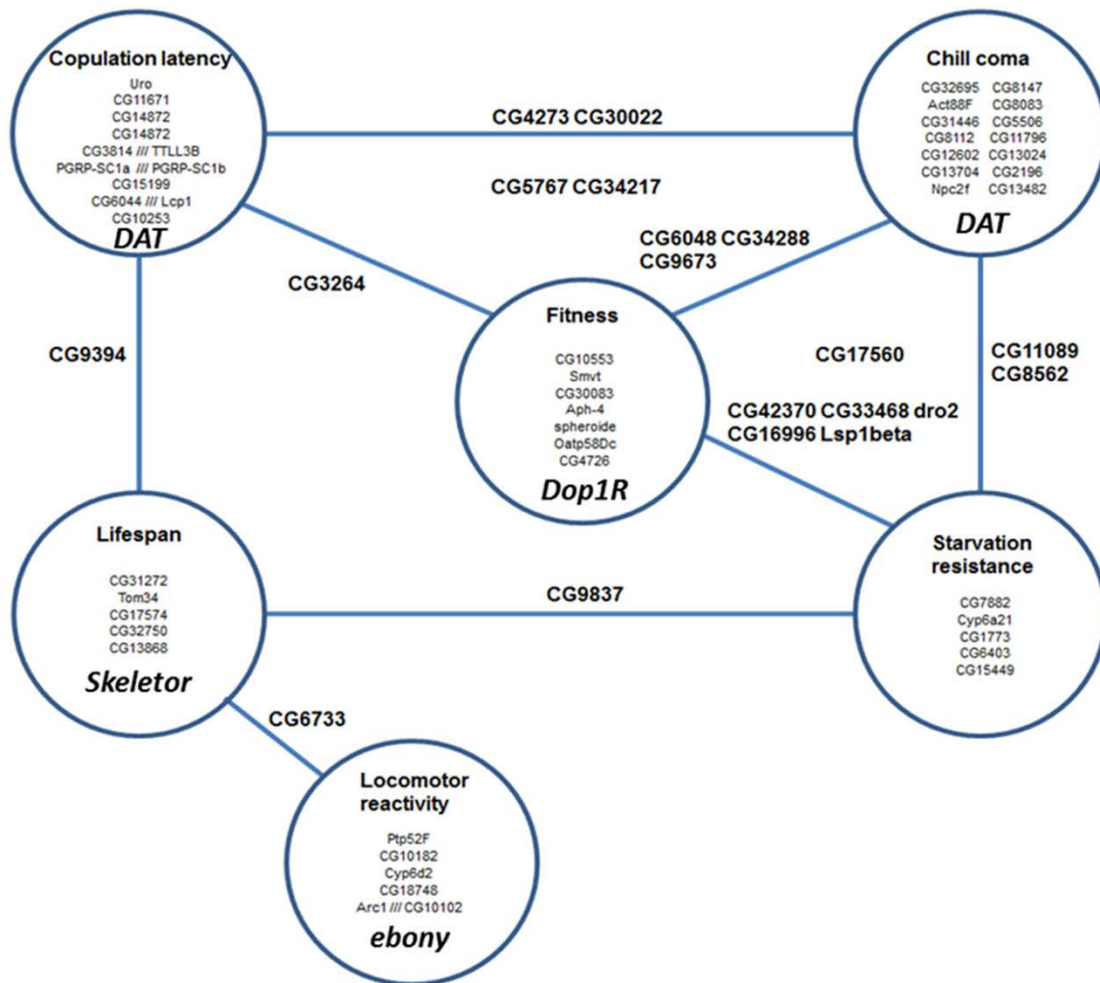 Copulation latency
Uro
CG11671
CG14872
CG14872
CG3814 /// TTLL3B
PGRP-SC1a /// PGRP-SC1b
CG15199
CG6044 /// Lcp1
CG10253
DAT
CG4273 CG30022
CG5767 CG34217
Chill coma
CG32695 CG8147
Act88F CG8083
CG31446 CG5506
CG8112 CG11796
CG12602 CG13024
CG13704 CG2196
Npc2f CG13482
DAT
CG3264
CG6048 CG34288
CG9673
CG9394
Fitness
CG10553
Smvt
CG30083
Aph-4
spheroide
Oatp58Dc
CG4726
Dop1R
CG17560
CG11089
CG8562
CG42370 CG33468 dro2
CG16996 Lsp1beta
Lifespan
CG31272
Tom34
CG17574
CG32750
CG13868
Skeletor
CG9837
Starvation
resistance
CG7882
Cyp6a21
CG1773
CG6403
CG15449
CG6733
Locomotor
reactivity
Ptp52F
CG10182
Cyp6d2
CG18748
Arc1 /// CG10102
ebony